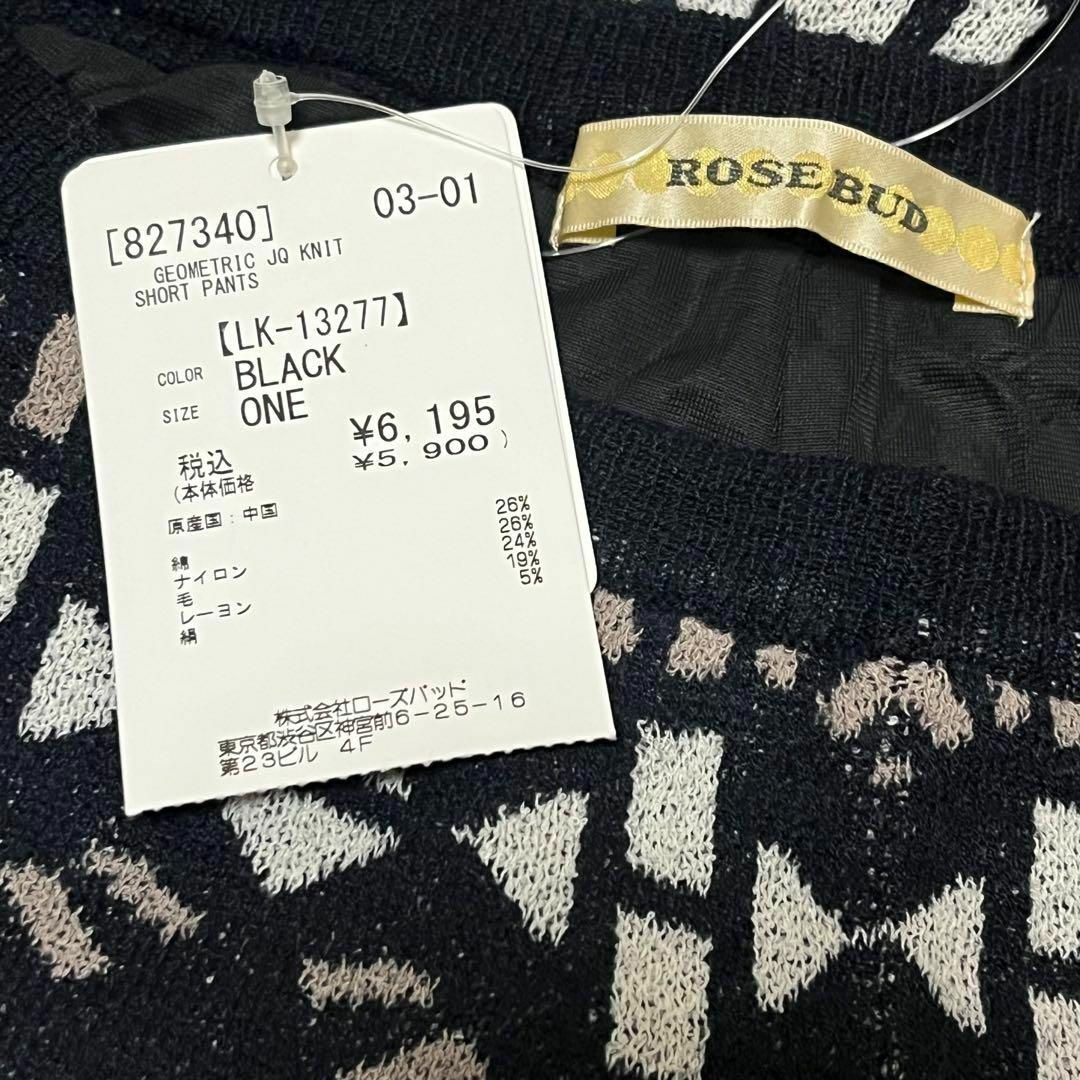 ROSEBUD
[827340] 03-01
GEOMETRIC JQ KNIT
SHORT PANTS
【LK-13277】
COLOR BLACK
SIZE ONE
税込 ¥6,195
(本体価格 ¥5,900 )
原産国:中国
綿 26%
ナイロン 26%
毛 24%
レーヨン 19%
絹 5%
株式会社ローズバッド
東京都渋谷区神宮前6-25-16
第23ビル 4F